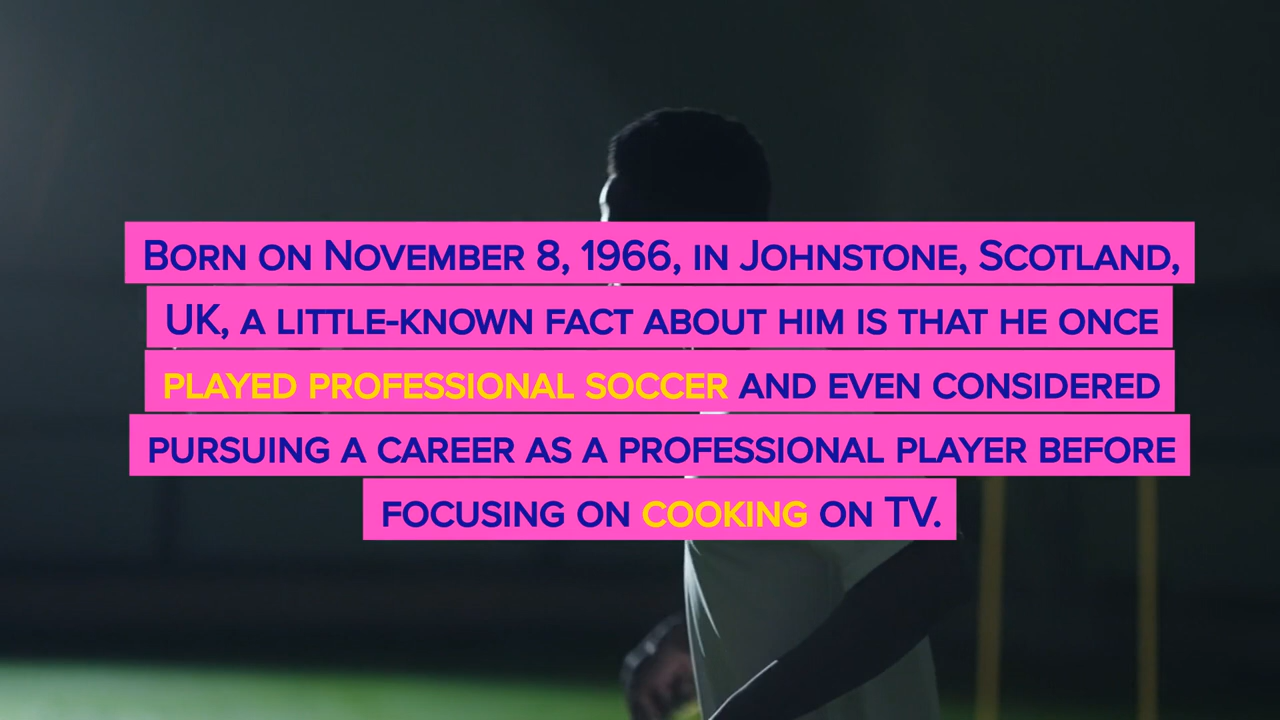 Born on November 8, 1966, in Johnstone, Scotland,
UK, a little-known fact about him is that he once
played professional soccer and even considered
pursuing a career as a professional player before
focusing on cooking on TV.